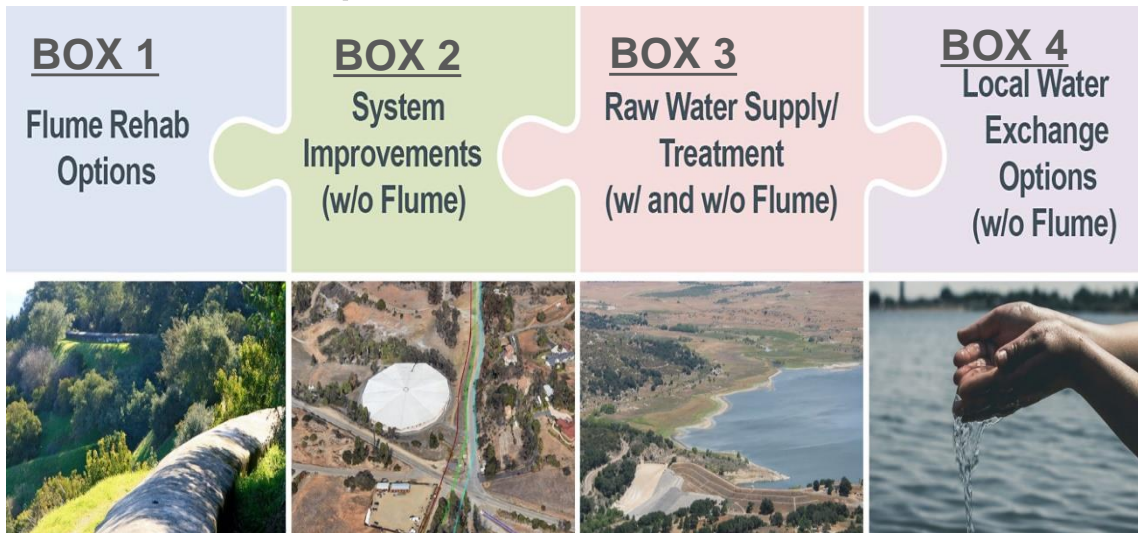 BOX 1
Flume Rehab
Options
BOX 2
System
Improvements
(w/o Flume)
BOX 3
Raw Water Supply/
Treatment
(w/ and w/o Flume)
BOX 4
Local Water
Exchange
Options
(w/o Flume)